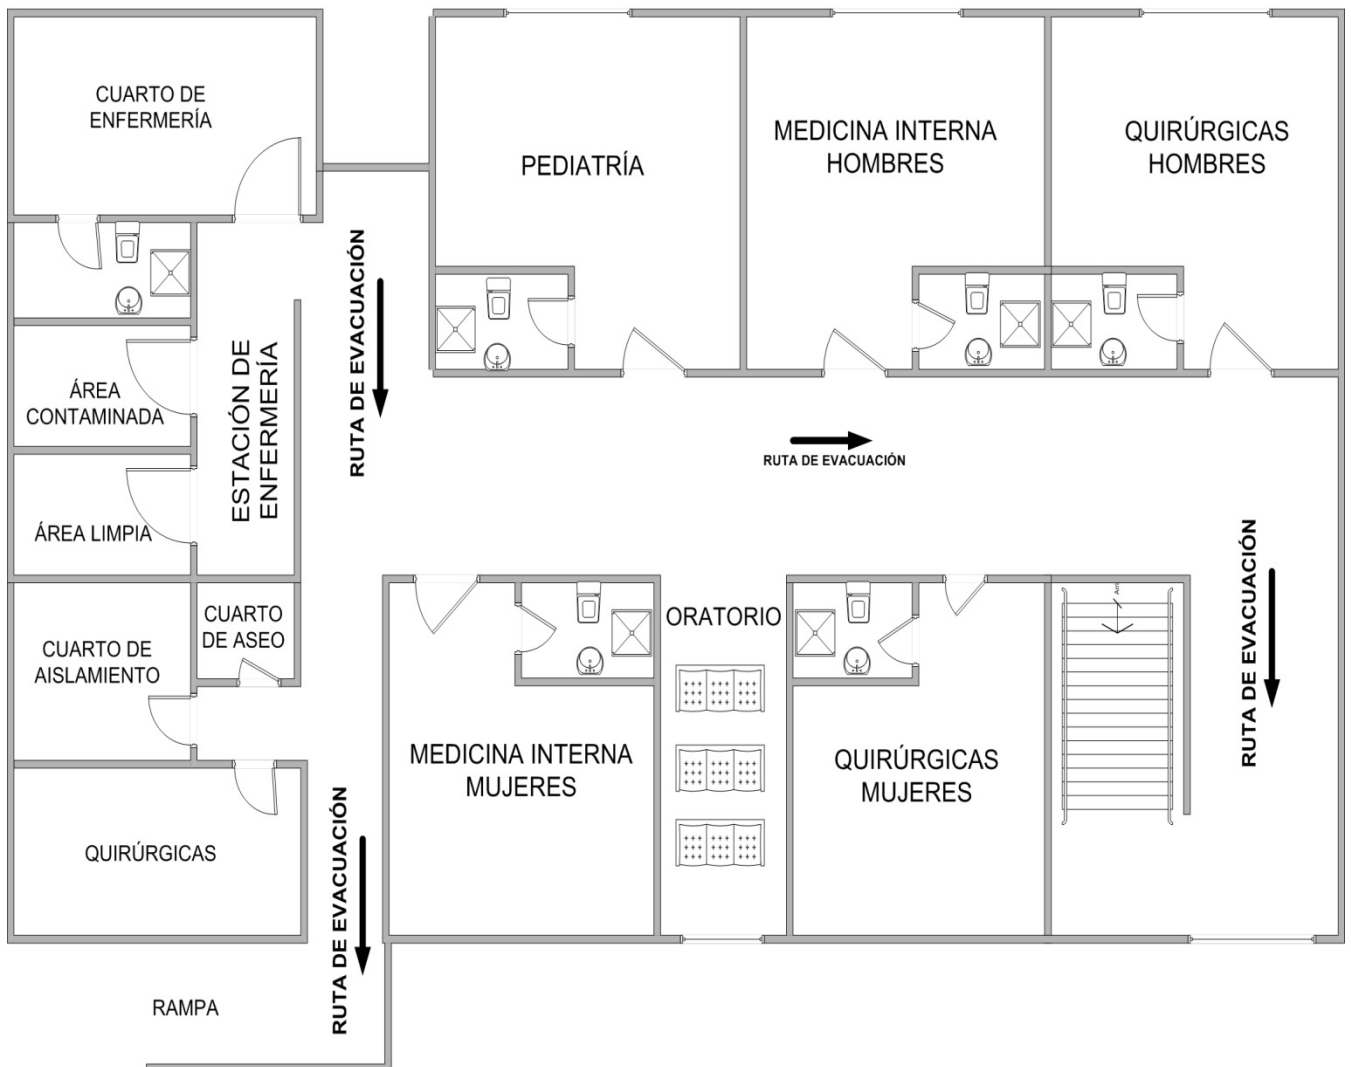 CUARTO DE
ENFERMERÍA
PEDIATRÍA
MEDICINA INTERNA
HOMBRES
QUIRÚRGICAS
HOMBRES
RUTA DE EVACUACIÓN
ESTACIÓN DE
ENFERMERÍA
ÁREA
CONTAMINADA
ÁREA LIMPIA
RUTA DE EVACUACIÓN
RUTA DE EVACUACIÓN
CUARTO
DE ASEO
CUARTO DE
AISLAMIENTO
ORATORIO
MEDICINA INTERNA
MUJERES
QUIRÚRGICAS
MUJERES
QUIRÚRGICAS
RUTA DE EVACUACIÓN
RAMPA